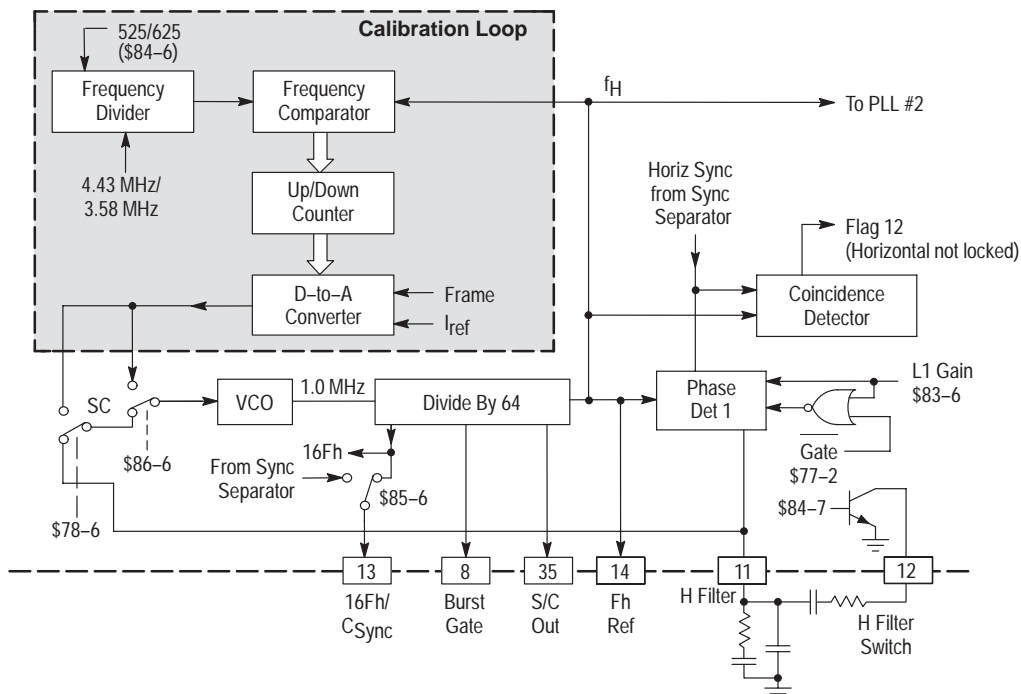 Calibration Loop
525/625
($84–6)
Frequency
Divider
Frequency
Comparator
fH
To PLL #2
4.43 MHz/
3.58 MHz
Up/Down
Counter
Horiz Sync
from Sync
Separator
Flag 12
(Horizontal not locked)
D–to–A
Converter
Frame
Iref
Coincidence
Detector
SC
VCO
1.0 MHz
Divide By 64
Phase
Det 1
L1 Gain
$83–6
$86–6
16Fh
From Sync
Separator
$85–6
Gate
$77–2
$78–6
$84–7
13
8
35
14
11
12
16Fh/
CSync
Burst
Gate
S/C
Out
Fh
Ref
H Filter
H Filter
Switch